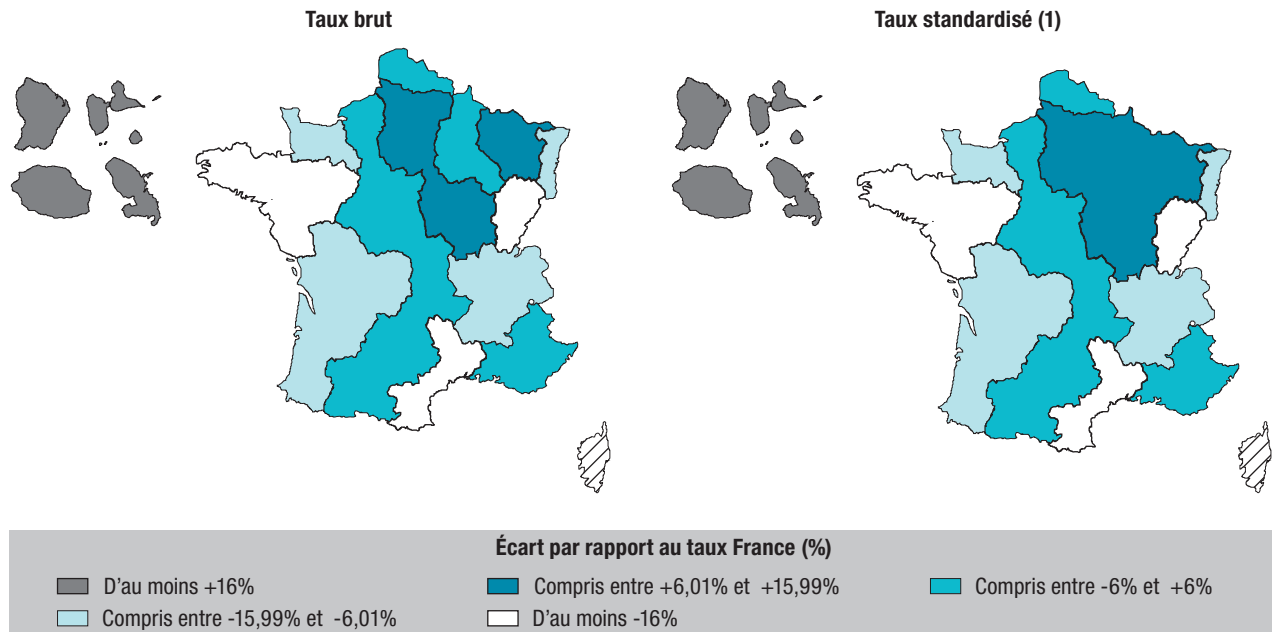 Taux brut
Taux standardisé (1)
Écart par rapport au taux France (%)
D'au moins +16%
Compris entre +6,01% et +15,99%
Compris entre -6% et +6%
Compris entre -15,99% et -6,01%
D'au moins -16%